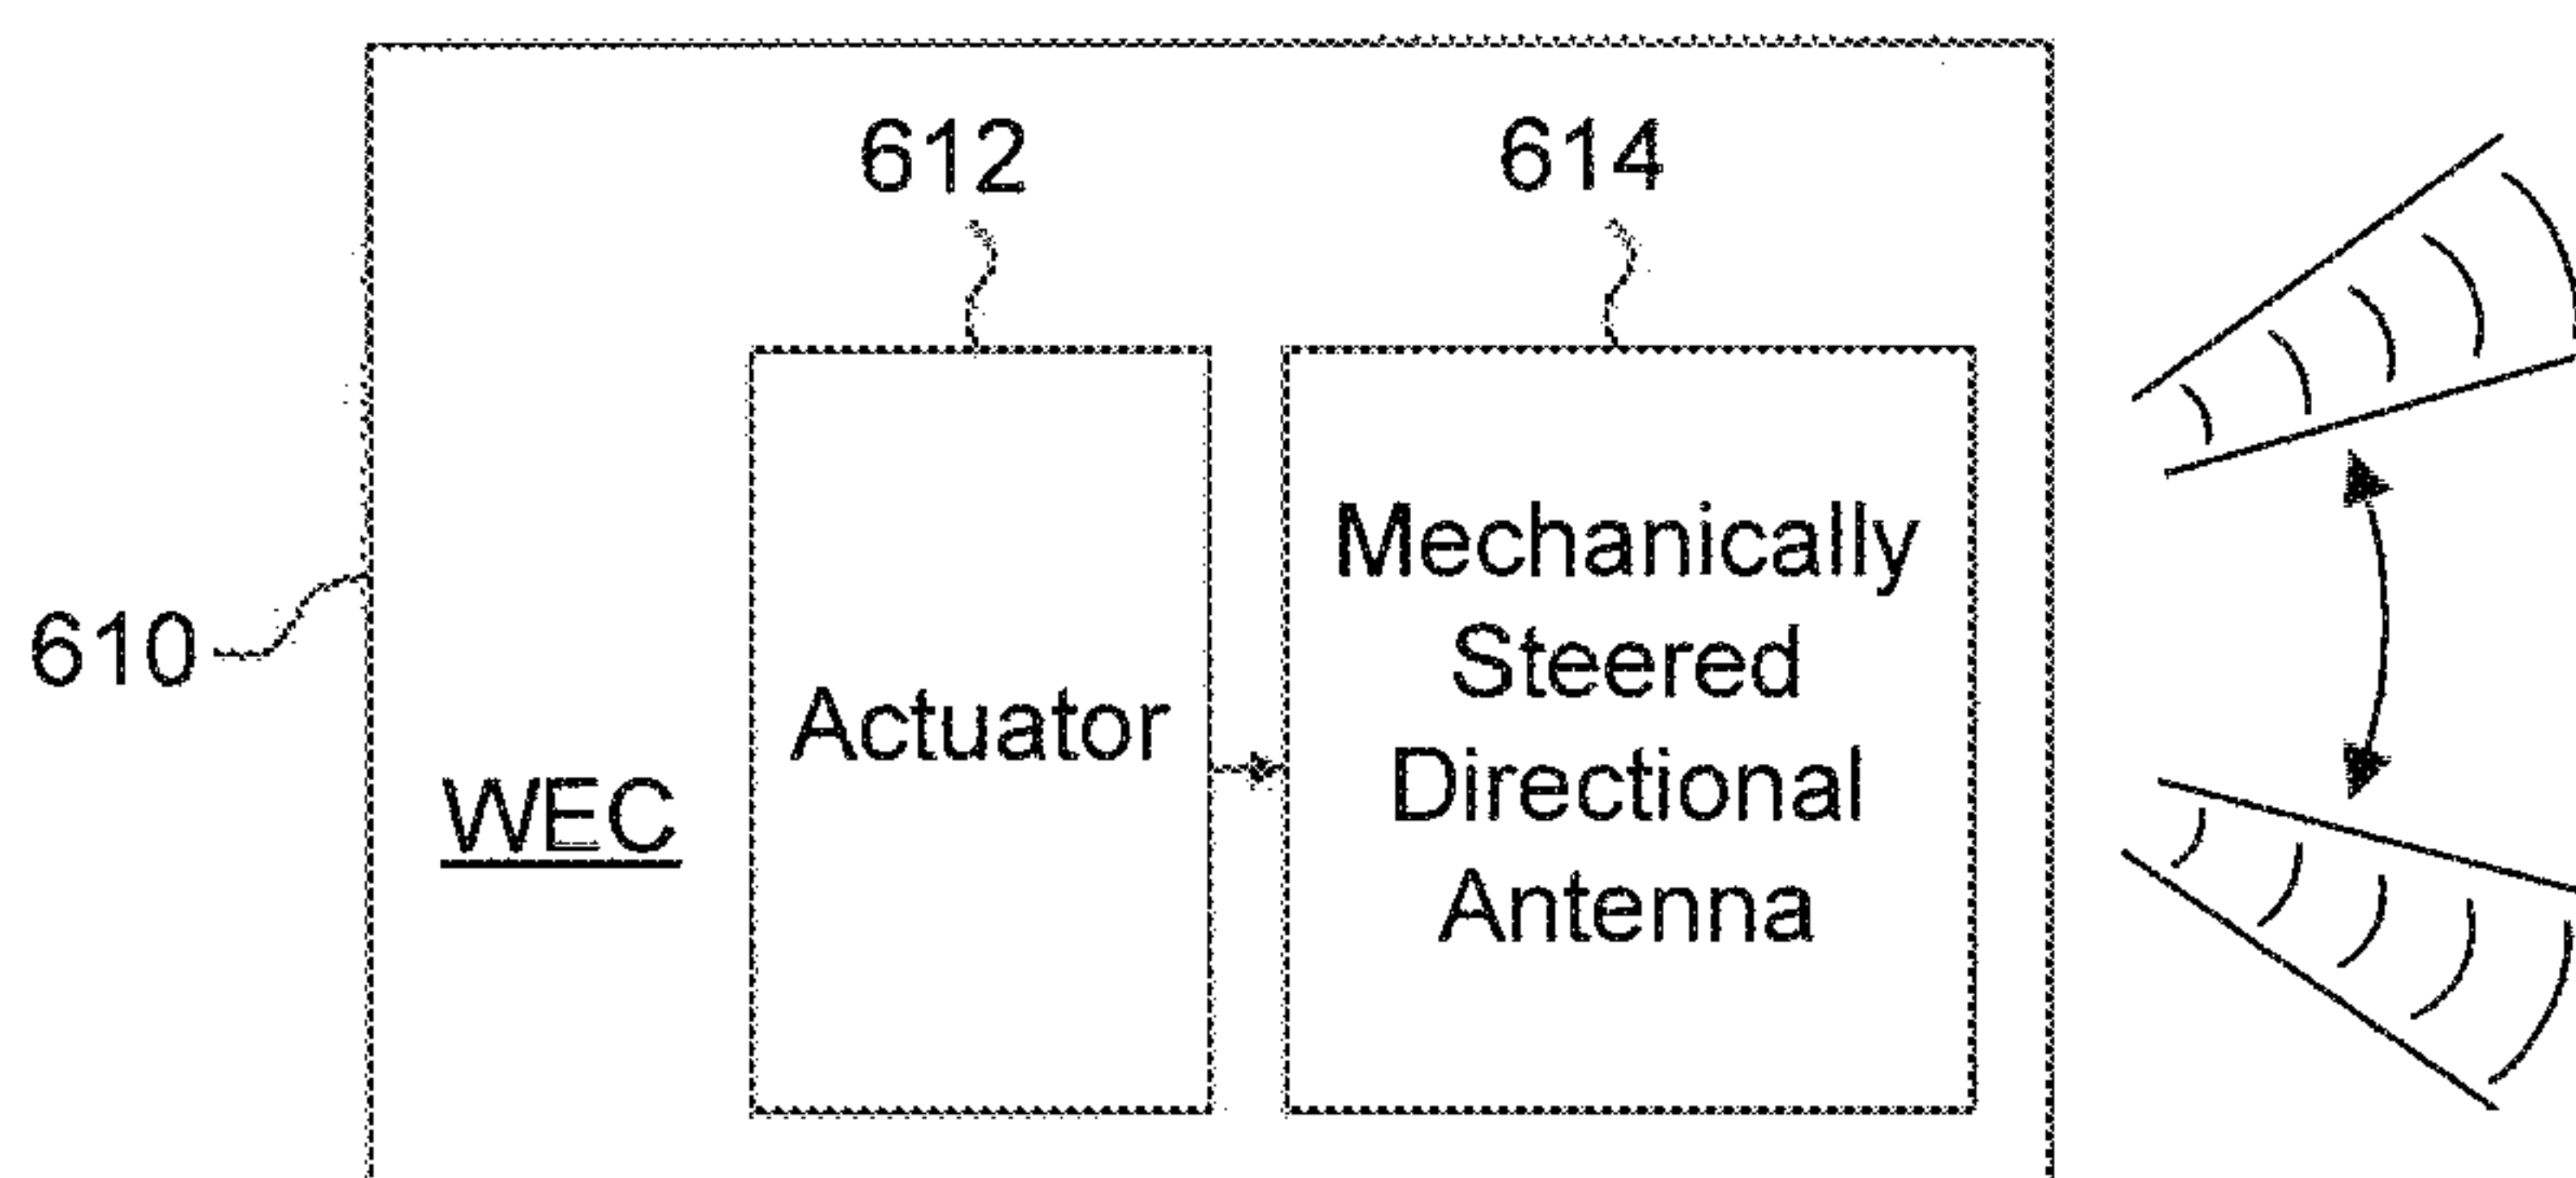 612
614
610
WEC
Actuator
Mechanically
Steered
Directional
Antenna